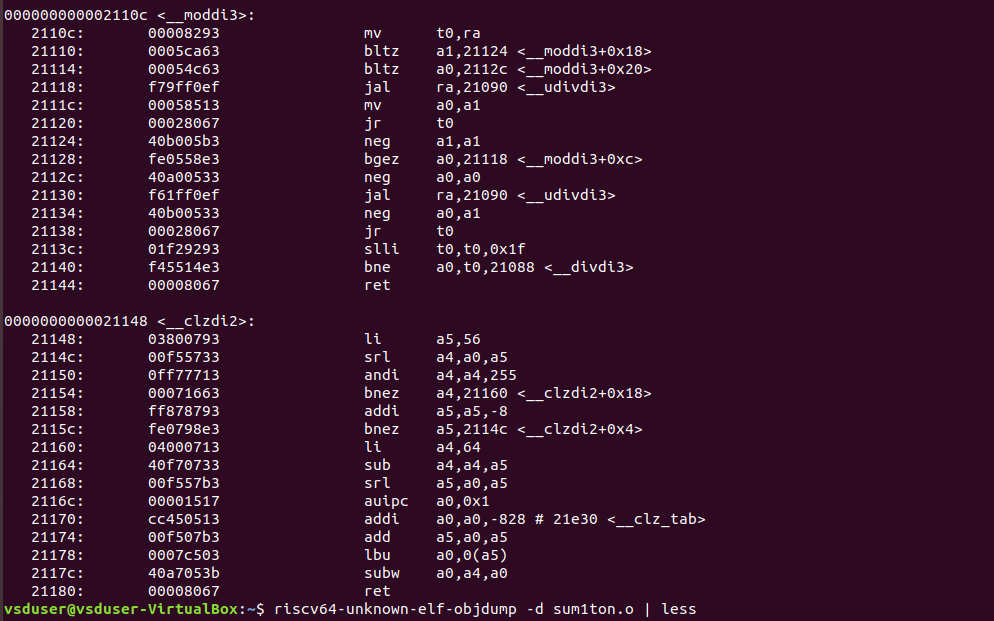 000000000002110c <__moddi3>:
2110c: 00008293 mv t0,ra
21110: 0005ca63 bltz a1,21124 <__moddi3+0x18>
21114: 00054c63 bltz a0,2112c <__moddi3+0x20>
21118: f79ff0ef jal ra,21090 <__udivdi3>
2111c: 00058513 mv a0,a1
21120: 00028067 jr t0
21124: 40b005b3 neg a1,a1
21128: fe0558e3 bgez a0,21118 <__moddi3+0xc>
2112c: 40a00533 neg a0,a0
21130: f61ff0ef jal ra,21090 <__udivdi3>
21134: 40b00533 neg a0,a1
21138: 00028067 jr t0
2113c: 01f29293 slli t0,t0,0x1f
21140: f45514e3 bne a0,t0,21088 <__divdi3>
21144: 00008067 ret
0000000000021148 <__clzdi2>:
21148: 03800793 li a5,56
2114c: 00f55733 srl a4,a0,a5
21150: 0ff77713 andi a4,a4,255
21154: 00071663 bnez a4,21160 <__clzdi2+0x18>
21158: ff878793 addi a5,a5,-8
2115c: fe0798e3 bnez a5,2114c <__clzdi2+0x4>
21160: 04000713 li a4,64
21164: 40f70733 sub a4,a4,a5
21168: 00f557b3 srl a5,a0,a5
2116c: 00001517 auipc a0,0x1
21170: cc450513 addi a0,a0,-828 # 21e30 <__clz_tab>
21174: 00f507b3 add a5,a0,a5
21178: 0007c503 lbu a0,0(a5)
2117c: 40a7053b subw a0,a4,a0
21180: 00008067 ret
vsduser@vsduser-VirtualBox:~$ riscv64-unknown-elf-objdump -d sum1ton.o | less